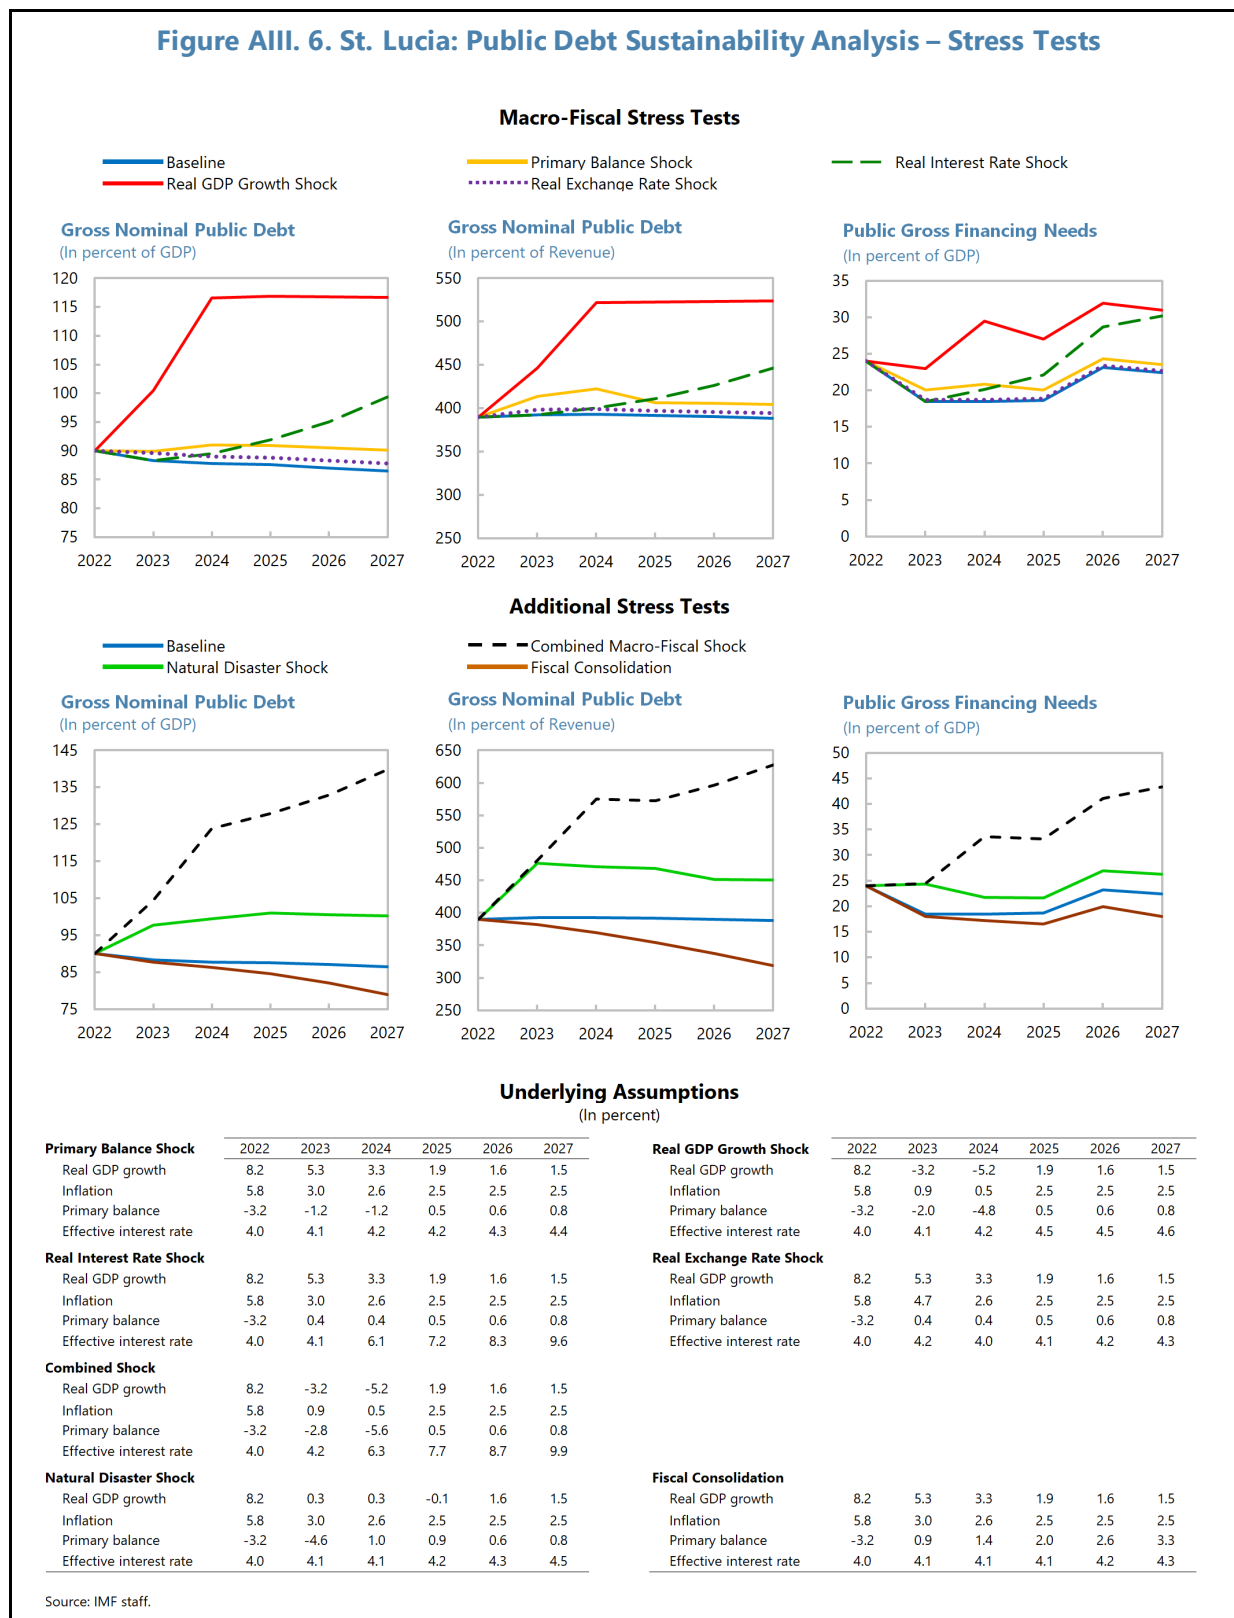 Figure AIII. 6. St. Lucia: Public Debt Sustainability Analysis – Stress Tests
Macro-Fiscal Stress Tests
Baseline Primary Balance Shock Real Interest Rate Shock
Real GDP Growth Shock Real Exchange Rate Shock
Gross Nominal Public Debt
(In percent of GDP)
120
115
110
105
100
95
90
85
80
75
2022 2023 2024 2025 2026 2027
Gross Nominal Public Debt
(In percent of Revenue)
550
500
450
400
350
300
250
2022 2023 2024 2025 2026 2027
Public Gross Financing Needs
(In percent of GDP)
35
30
25
20
15
10
5
0
2022 2023 2024 2025 2026 2027
Additional Stress Tests
Baseline Combined Macro-Fiscal Shock
Natural Disaster Shock Fiscal Consolidation
Gross Nominal Public Debt
(In percent of GDP)
145
135
125
115
105
95
85
75
2022 2023 2024 2025 2026 2027
Gross Nominal Public Debt
(In percent of Revenue)
650
600
550
500
450
400
350
300
250
2022 2023 2024 2025 2026 2027
Public Gross Financing Needs
(In percent of GDP)
50
45
40
35
30
25
20
15
10
5
0
2022 2023 2024 2025 2026 2027
Underlying Assumptions
(In percent)
Primary Balance Shock 2022 2023 2024 2025 2026 2027
Real GDP growth 8.2 5.3 3.3 1.9 1.6 1.5
Inflation 5.8 3.0 2.6 2.5 2.5 2.5
Primary balance -3.2 -1.2 -1.2 0.5 0.6 0.8
Effective interest rate 4.0 4.1 4.2 4.2 4.3 4.4
Real Interest Rate Shock
Real GDP growth 8.2 5.3 3.3 1.9 1.6 1.5
Inflation 5.8 3.0 2.6 2.5 2.5 2.5
Primary balance -3.2 0.4 0.4 0.5 0.6 0.8
Effective interest rate 4.0 4.1 6.1 7.2 8.3 9.6
Combined Shock
Real GDP growth 8.2 -3.2 -5.2 1.9 1.6 1.5
Inflation 5.8 0.9 0.5 2.5 2.5 2.5
Primary balance -3.2 -2.8 -5.6 0.5 0.6 0.8
Effective interest rate 4.0 4.2 6.3 7.7 8.7 9.9
Natural Disaster Shock
Real GDP growth 8.2 0.3 0.3 -0.1 1.6 1.5
Inflation 5.8 3.0 2.6 2.5 2.5 2.5
Primary balance -3.2 -4.6 1.0 0.9 0.6 0.8
Effective interest rate 4.0 4.1 4.1 4.2 4.3 4.5
Real GDP Growth Shock 2022 2023 2024 2025 2026 2027
Real GDP growth 8.2 -3.2 -5.2 1.9 1.6 1.5
Inflation 5.8 0.9 0.5 2.5 2.5 2.5
Primary balance -3.2 -2.0 -4.8 0.5 0.6 0.8
Effective interest rate 4.0 4.1 4.2 4.5 4.5 4.6
Real Exchange Rate Shock
Real GDP growth 8.2 5.3 3.3 1.9 1.6 1.5
Inflation 5.8 4.7 2.6 2.5 2.5 2.5
Primary balance -3.2 0.4 0.4 0.5 0.6 0.8
Effective interest rate 4.0 4.2 4.0 4.1 4.2 4.3
Fiscal Consolidation
Real GDP growth 8.2 5.3 3.3 1.9 1.6 1.5
Inflation 5.8 3.0 2.6 2.5 2.5 2.5
Primary balance -3.2 0.9 1.4 2.0 2.6 3.3
Effective interest rate 4.0 4.1 4.1 4.1 4.2 4.3
Source: IMF staff.